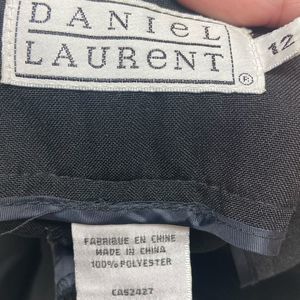 DANIEL
LAURENT
®
12
FABRIQUE EN CHINE
MADE IN CHINA
100% POLYESTER
CA52427